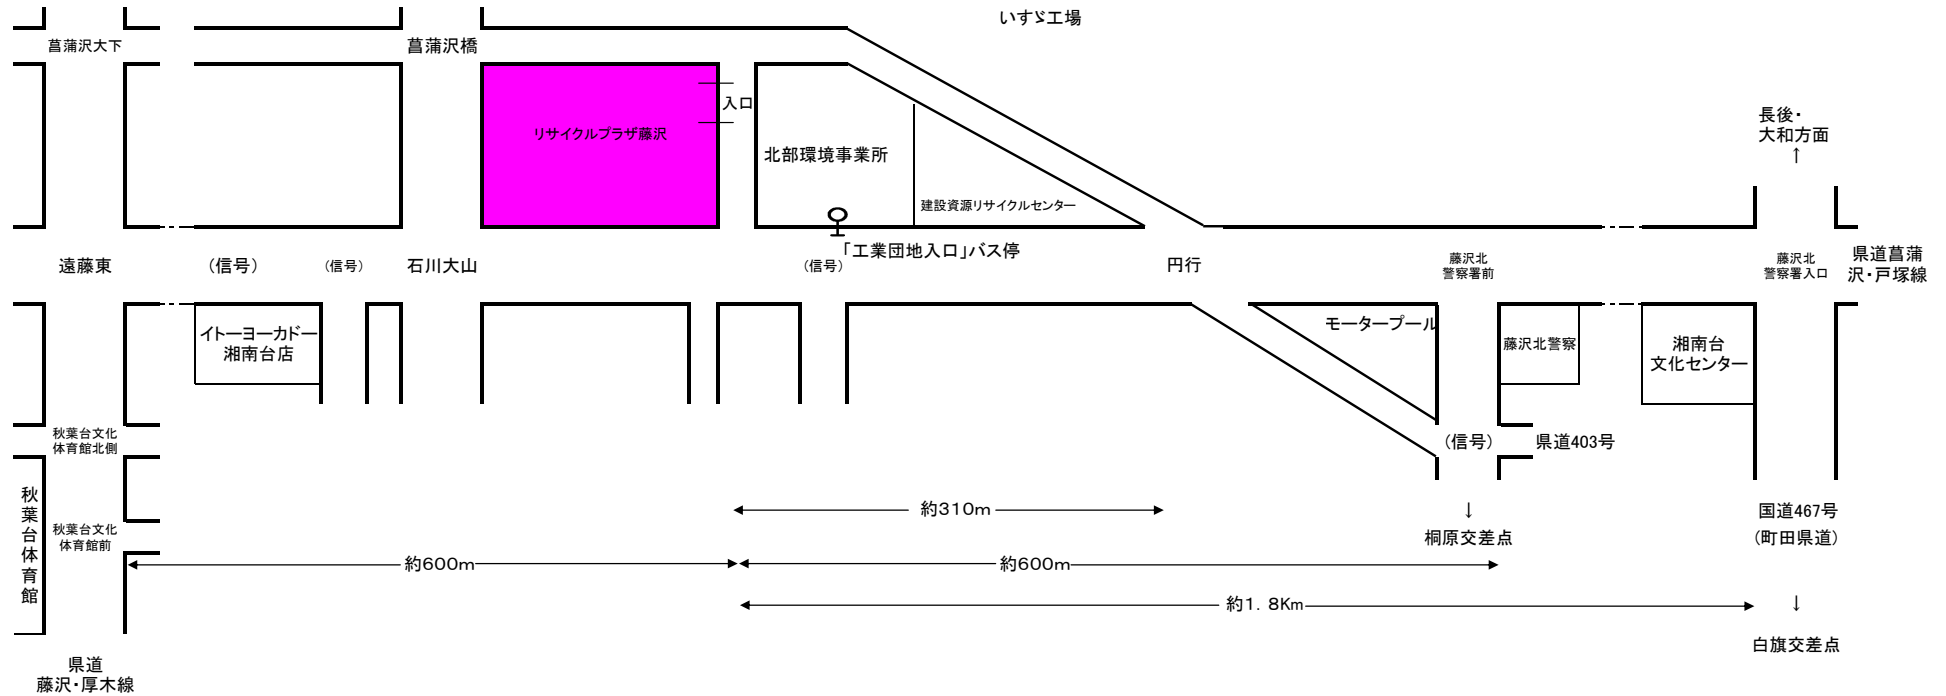 いすゞ工場
菖蒲沢大下
菖蒲沢橋
入口
リサイクルプラザ藤沢
北部環境事業所
建設資源リサイクルセンター
長後・
大和方面
↑
「工業団地入口」バス停
遠藤東
(信号)
(信号)
石川大山
(信号)
円行
藤沢北
警察署前
藤沢北
警察署入口
県道菖蒲
沢・戸塚線
イトーヨーカドー
湘南台店
モータープール
藤沢北警察
湘南台
文化センター
秋葉台文化
体育館北側
(信号)
県道403号
秋葉台体育館
秋葉台文化
体育館前
約310m
↓
桐原交差点
国道467号
(町田県道)
約600m
約600m
約1.8Km
↓
白旗交差点
県道
藤沢・厚木線